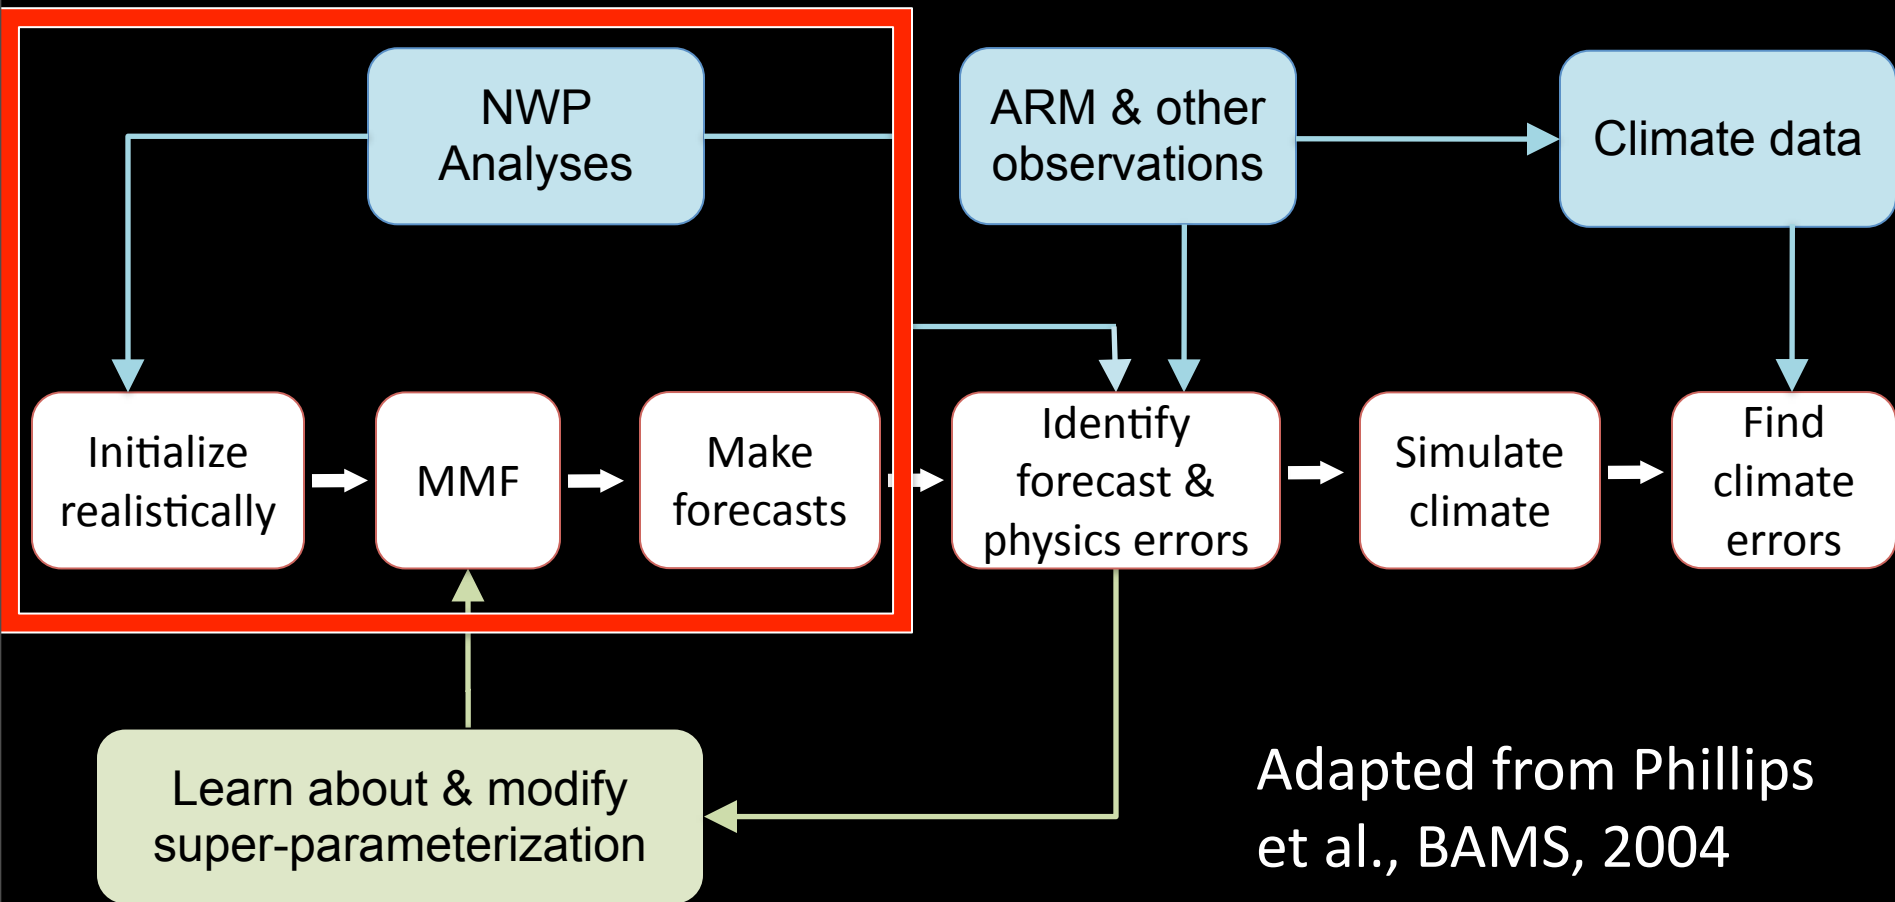 NWP
Analyses
ARM & other
observations
Climate data
Initialize
realistically
MMF
Make
forecasts
Identify
forecast &
physics errors
Simulate
climate
Find
climate
errors
Learn about & modify
super-parameterization
Adapted from Phillips
et al., BAMS, 2004